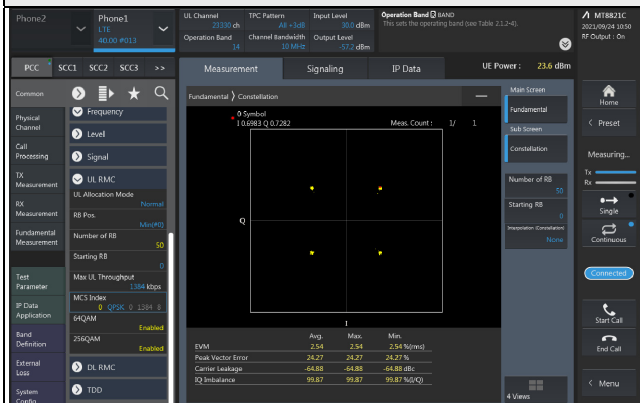 Phone2
Phone1
LTE
40.00 #013
UL Channel
23330 ch
TPC Pattern
All +3dB
Input Level
30.0 dBm
Operation Band
14
Channel Bandwidth
10 MHz
Output Level
-57.2 dBm
Operation Band BAND
This sets the operating band (see Table 2.1.2-4).
MT8821C
2021/09/24 10:50
RF Output : On
PCC
SCC1
SCC2
SCC3
>>
Measurement
Signaling
IP Data
UE Power : 23.6 dBm
Common
Physical
Channel
Call
Processing
TX
Measurement
RX
Measurement
Fundamental
Measurement
Test
Parameter
IP Data
Application
Band
Definition
External
Loss
System
Config
Frequency
Level
Signal
UL RMC
UL Allocation Mode
Normal
RB Pos.
Min(#0)
Number of RB
50
Starting RB
0
Max UL Throughput
1384 kbps
MCS Index
0 QPSK 0 1384 8
64QAM
Enabled
256QAM
Enabled
DL RMC
TDD
Fundamental > Constellation
0 Symbol
I 0.6983 Q 0.7282
Meas. Count : 1/ 1
Q
I
Avg. Max. Min.
EVM 2.54 2.54 2.54 %(rms)
Peak Vector Error 24.27 24.27 24.27 %
Carrier Leakage -64.88 -64.88 -64.88 dBc
IQ Imbalance 99.87 99.87 99.87 %(I/Q)
Main Screen
Fundamental
Sub Screen
Constellation
Number of RB
50
Starting RB
0
Interpolation (Constellation)
None
4 Views
Home
< Preset
Measuring...
Tx
Rx
Single
Continuous
Connected
Start Call
End Call
< Menu